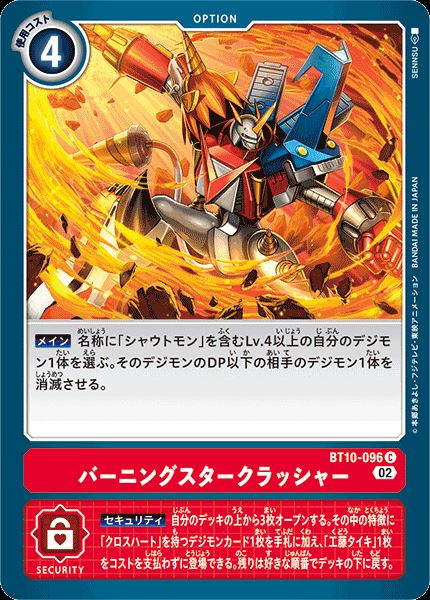 OPTION
使用コスト
4
SENNSU
©本郷あきよし・フジテレビ・東映アニメーション BANDAI MADE IN JAPAN
メイン 名称に「シャウトモン」を含むLv.4以上の自分のデジモ
ン1体を選ぶ。そのデジモンのDP以下の相手のデジモン1体を
消滅させる。
BT10-096 C
バーニングスタークラッシャー
02
セキュリティ 自分のデッキの上から3枚オープンする。その中の特徴に
「クロスハート」を持つデジモンカード1枚を手札に加え、「工藤タイキ」1枚
をコストを支払わずに登場できる。残りは好きな順番でデッキの下に戻す。
SECURITY